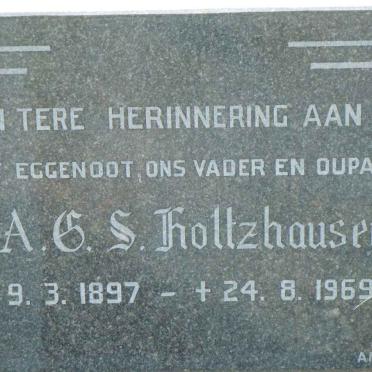 TERE HERINNERING AAN
EGGENOOT, ONS VADER EN OUPA
A. G. S. Holtzhausen
9. 3. 1897 – + 24. 8. 1969